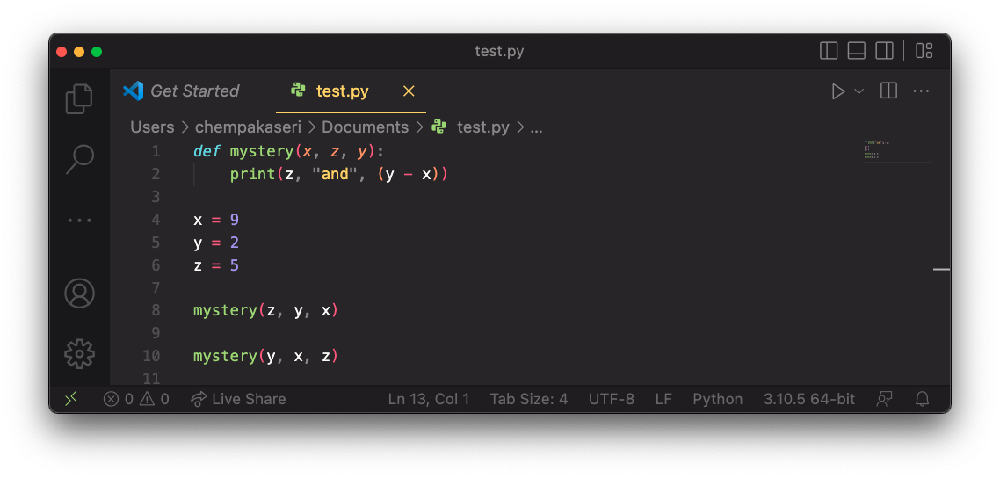 test.py
Get Started test.py
Users > chempakaseri > Documents > test.py > ...
1 def mystery(x, z, y):
2     print(z, "and", (y - x))
3
4 x = 9
5 y = 2
6 z = 5
7
8 mystery(z, y, x)
9
10 mystery(y, x, z)
11
0 0 Live Share Ln 13, Col 1 Tab Size: 4 UTF-8 LF Python 3.10.5 64-bit